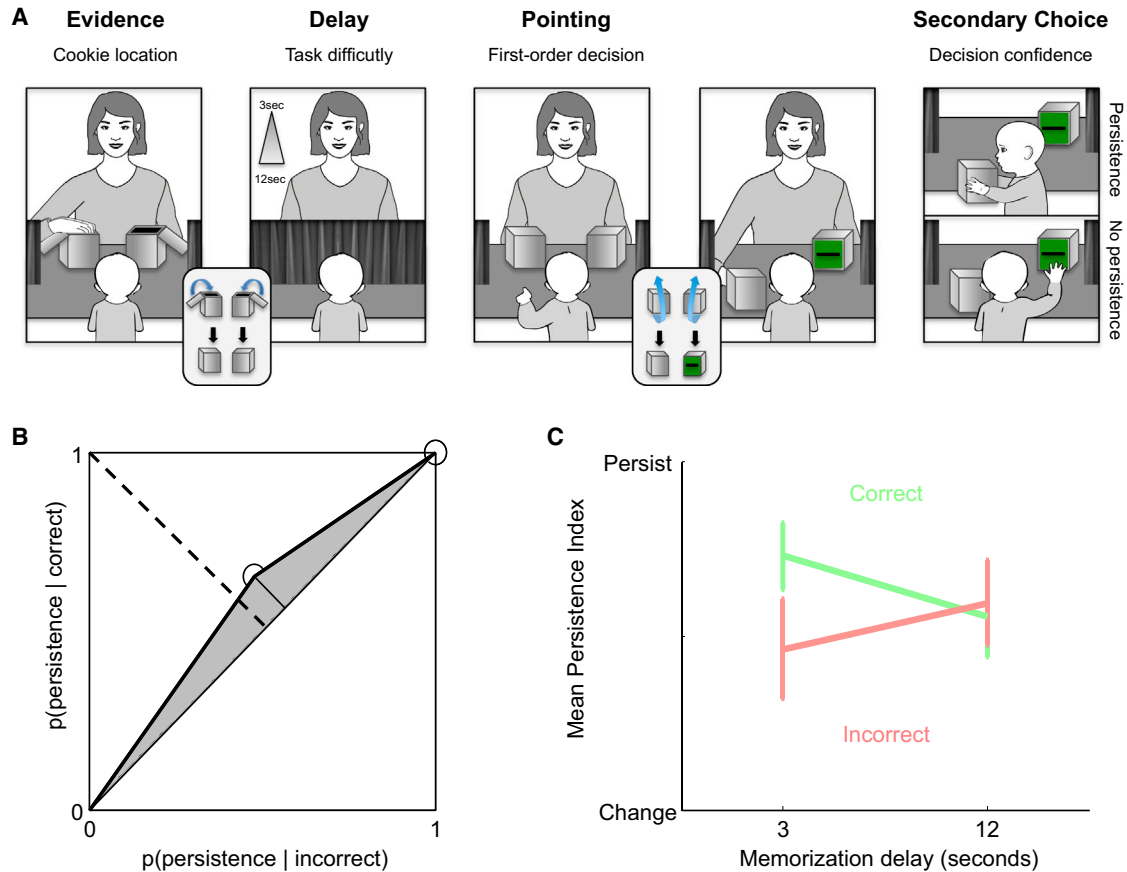 A
Evidence
Delay
Pointing
Secondary Choice
Cookie location
Task difficutly
First-order decision
Decision confidence
3sec
12sec
Persistence
No persistence
B
1
p(persistence | correct)
0
0
1
p(persistence | incorrect)
C
Persist
Correct
Mean Persistence Index
Incorrect
Change
3
12
Memorization delay (seconds)